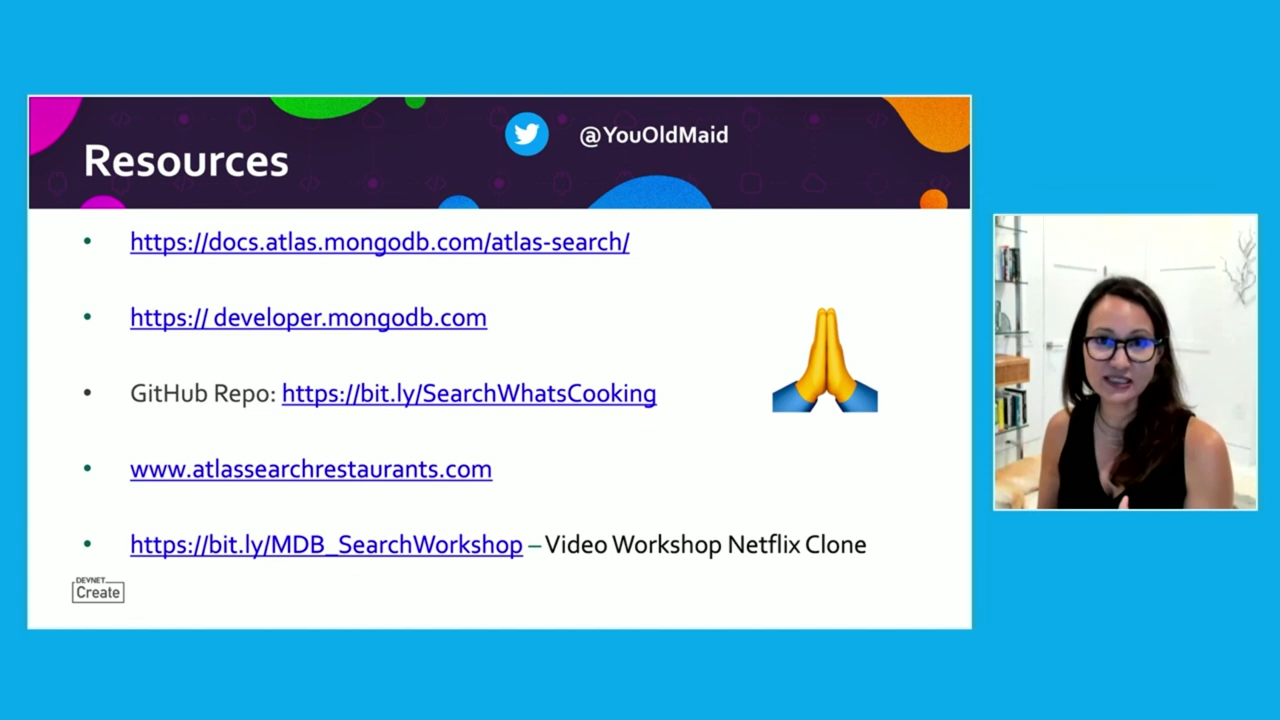 Resources
@YouOldMaid
• https://docs.atlas.mongodb.com/atlas-search/
• https:// developer.mongodb.com
• GitHub Repo: https://bit.ly/SearchWhatsCooking
• www.atlassearchrestaurants.com
• https://bit.ly/MDB_SearchWorkshop – Video Workshop Netflix Clone
DEVNET
Create